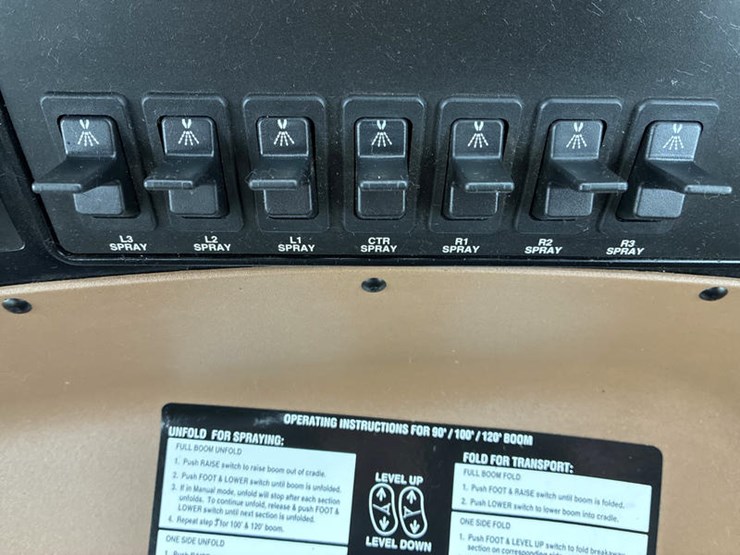 L3 L2 L1 CTR R1 R2 R3
SPRAY SPRAY SPRAY SPRAY SPRAY SPRAY SPRAY
OPERATING INSTRUCTIONS FOR 90' / 100' / 120' BOOM
UNFOLD FOR SPRAYING:
FULL BOOM UNFOLD
1. Push RAISE switch to raise boom out of cradle.
2. Push FOOT & LOWER switch until boom is unfolded.
3. If in Manual mode, unfold will stop after each section
unfolds. To continue unfold, release & push FOOT &
LOWER switch until next section is unfolded.
4. Repeat step 3 for 100' & 120' boom.
ONE SIDE UNFOLD
LEVEL UP
LEVEL DOWN
FOLD FOR TRANSPORT:
FULL BOOM FOLD
1. Push FOOT & RAISE switch until boom is folded.
2. Push LOWER switch to lower boom into cradle.
ONE SIDE FOLD
1. Push FOOT & LEVEL UP switch to fold breakaway
section on corresponding